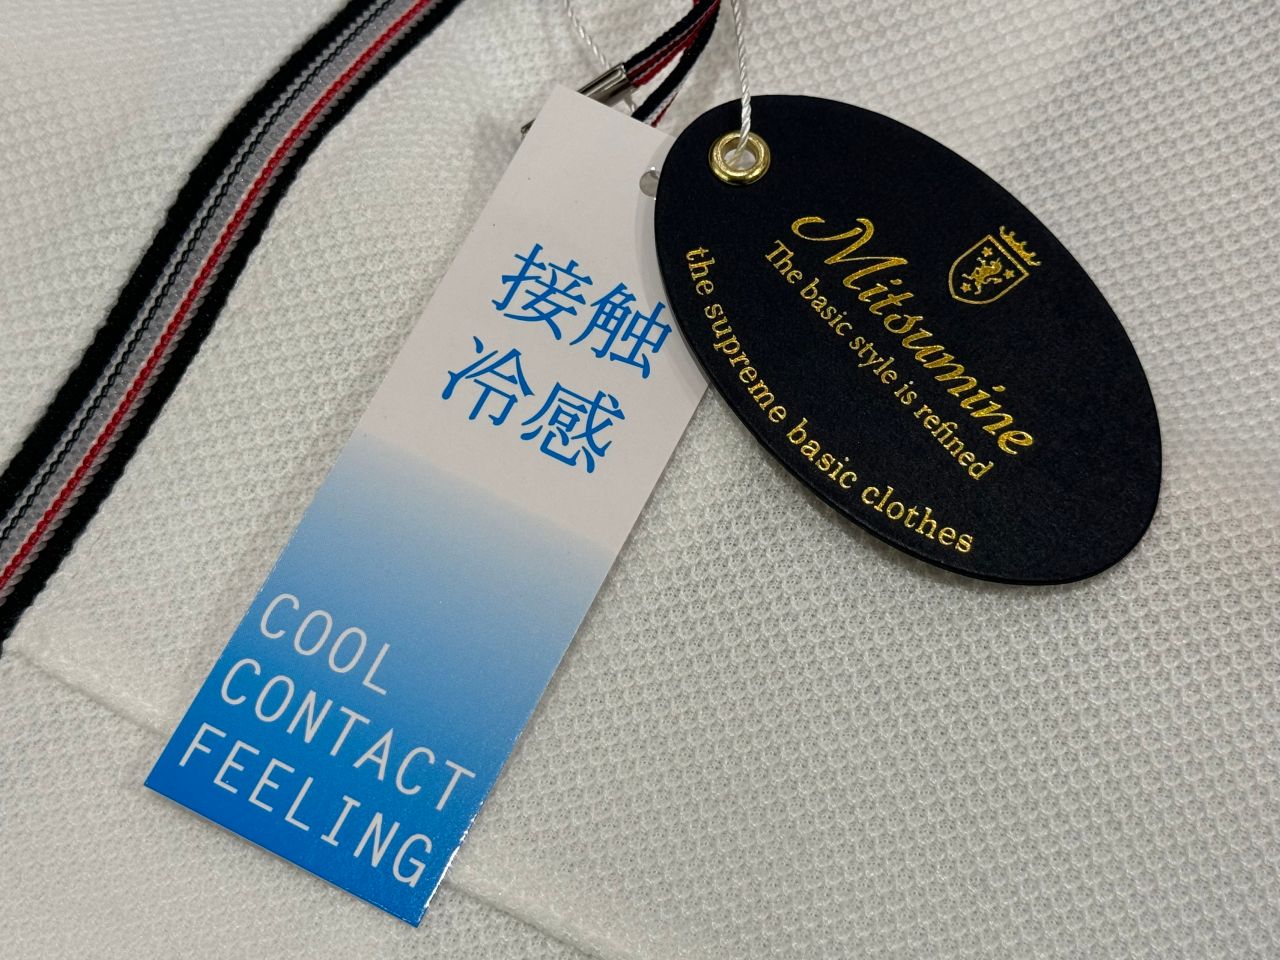 接触
冷感
COOL
CONTACT
FEELING
Mitsumine
The basic style is refined
the supreme basic clothes